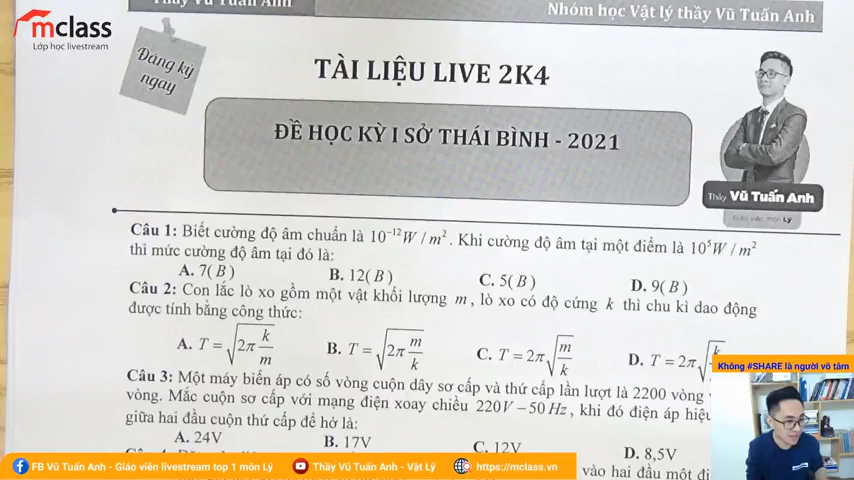 mclass
Lớp học livestream
Thầy Vũ Tuấn Anh
Nhóm học Vật lý thầy Vũ Tuấn Anh
Đăng ký
ngay
TÀI LIỆU LIVE 2K4
ĐỀ HỌC KỲ I SỞ THÁI BÌNH - 2021
Thầy Vũ Tuấn Anh
Giáo viên môn Lý
Câu 1: Biết cường độ âm chuẩn là 10⁻¹²W / m². Khi cường độ âm tại một điểm là 10⁵W / m²
thì mức cường độ âm tại đó là:
A. 7(B) B. 12(B) C. 5(B) D. 9(B)
Câu 2: Con lắc lò xo gồm một vật khối lượng m, lò xo có độ cứng k thì chu kì dao động
được tính bằng công thức:
A. T = √(2π k/m) B. T = √(2π m/k) C. T = 2π√(m/k) D. T = 2π√(k
Không #SHARE là người vô tâm
Câu 3: Một máy biến áp có số vòng cuộn dây sơ cấp và thứ cấp lần lượt là 2200 vòng
vòng. Mắc cuộn sơ cấp với mạng điện xoay chiều 220V – 50Hz, khi đó điện áp hiệu
giữa hai đầu cuộn thứ cấp để hở là:
A. 24V B. 17V C. 12V D. 8,5V
vào hai đầu một
FB Vũ Tuấn Anh - Giáo viên livestream top 1 môn Lý
Thầy Vũ Tuấn Anh - Vật Lý
https://mclass.vn